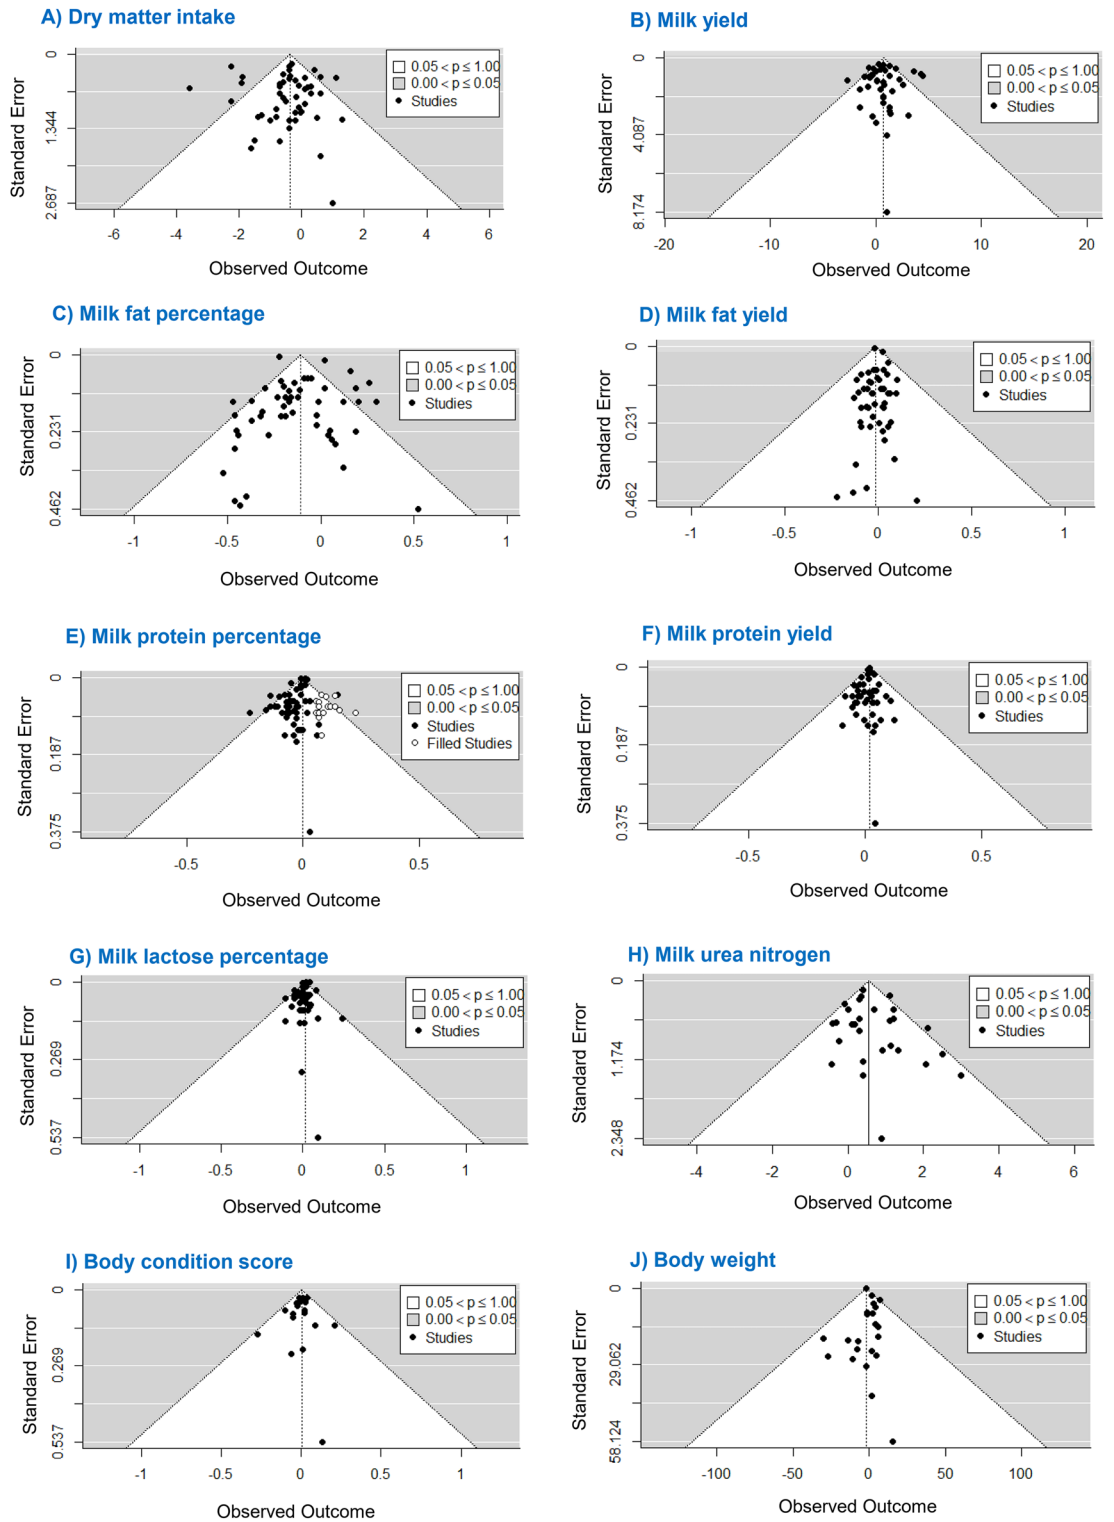 A) Dry matter intake
Standard Error
0
1.344
2.687
0.05 < p ≤ 1.00
0.00 < p ≤ 0.05
Studies
-6 -4 -2 0 2 4 6
Observed Outcome
B) Milk yield
Standard Error
0
4.087
8.174
0.05 < p ≤ 1.00
0.00 < p ≤ 0.05
Studies
-20 -10 0 10 20
Observed Outcome
C) Milk fat percentage
Standard Error
0
0.231
0.462
0.05 < p ≤ 1.00
0.00 < p ≤ 0.05
Studies
-1 -0.5 0 0.5 1
Observed Outcome
D) Milk fat yield
Standard Error
0
0.231
0.462
0.05 < p ≤ 1.00
0.00 < p ≤ 0.05
Studies
-1 -0.5 0 0.5 1
Observed Outcome
E) Milk protein percentage
Standard Error
0
0.187
0.375
0.05 < p ≤ 1.00
0.00 < p ≤ 0.05
Studies
Filled Studies
-0.5 0 0.5
Observed Outcome
F) Milk protein yield
Standard Error
0
0.187
0.375
0.05 < p ≤ 1.00
0.00 < p ≤ 0.05
Studies
-0.5 0 0.5
Observed Outcome
G) Milk lactose percentage
Standard Error
0
0.269
0.537
0.05 < p ≤ 1.00
0.00 < p ≤ 0.05
Studies
-1 -0.5 0 0.5 1
Observed Outcome
H) Milk urea nitrogen
Standard Error
0
1.174
2.348
0.05 < p ≤ 1.00
0.00 < p ≤ 0.05
Studies
-4 -2 0 2 4 6
Observed Outcome
I) Body condition score
Standard Error
0
0.269
0.537
0.05 < p ≤ 1.00
0.00 < p ≤ 0.05
Studies
-1 -0.5 0 0.5 1
Observed Outcome
J) Body weight
Standard Error
0
29.062
58.124
0.05 < p ≤ 1.00
0.00 < p ≤ 0.05
Studies
-100 -50 0 50 100
Observed Outcome